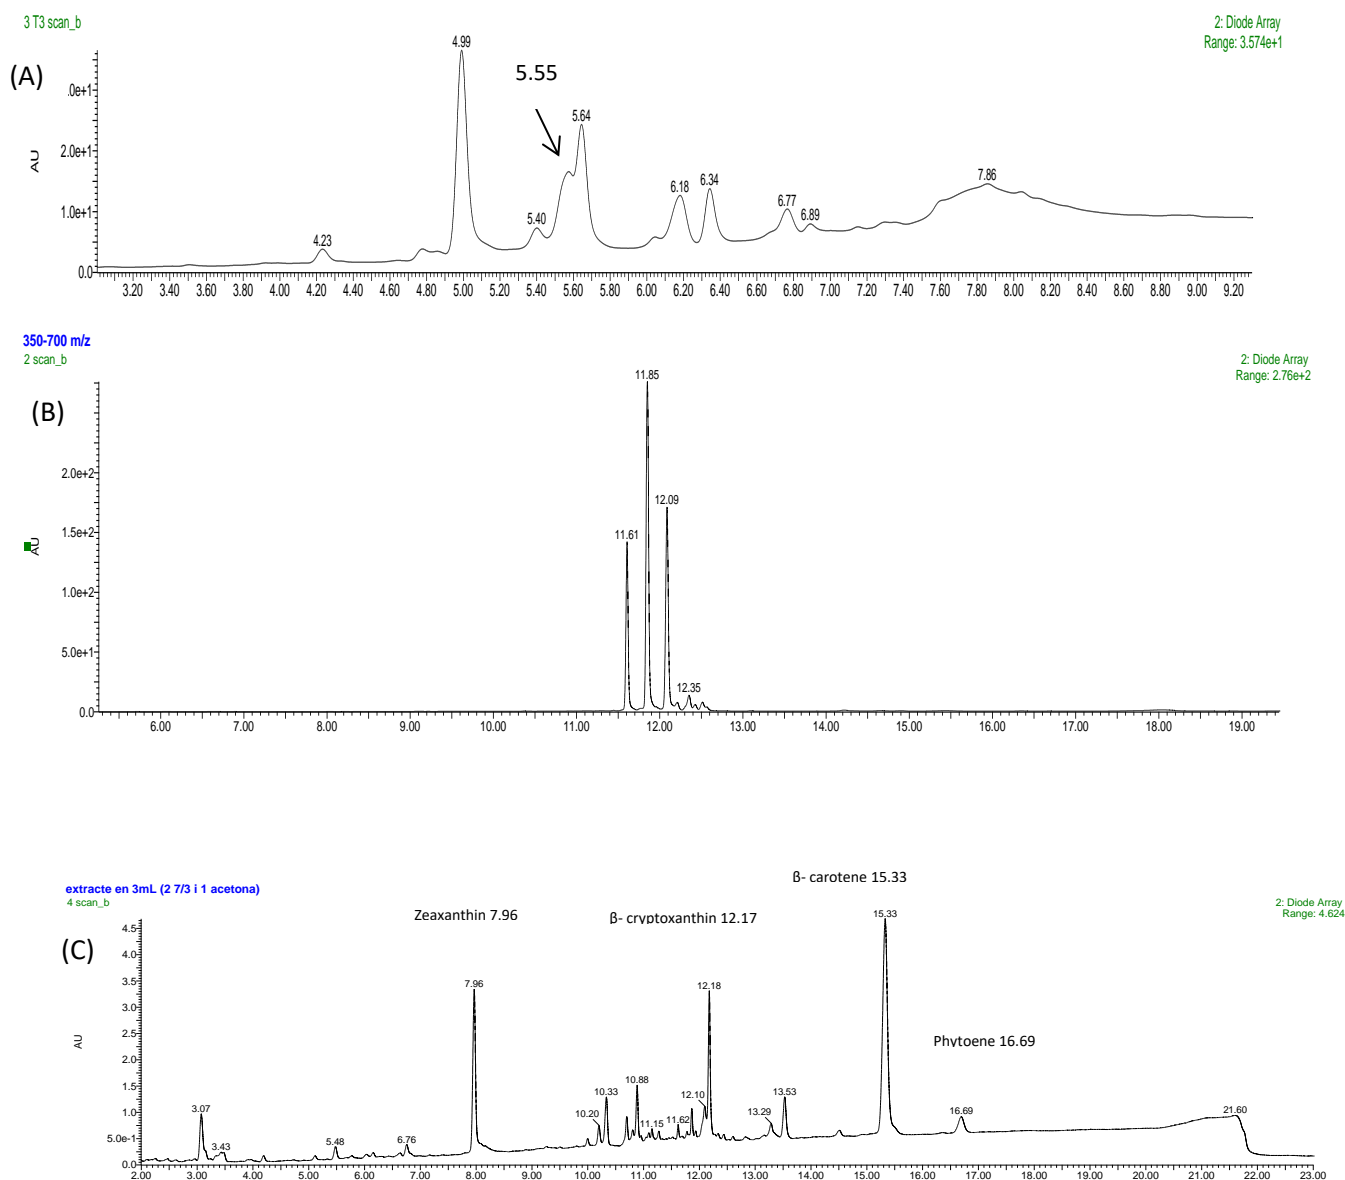 3 T3 scan_b
2: Diode Array
Range: 3.574e+1
(A)
AU
.0e+1
2.0e+1
1.0e+1
0.0
4.23
4.99
5.40
5.55
5.64
6.18
6.34
6.77
6.89
7.86
3.20 3.40 3.60 3.80 4.00 4.20 4.40 4.60 4.80 5.00 5.20 5.40 5.60 5.80 6.00 6.20 6.40 6.60 6.80 7.00 7.20 7.40 7.60 7.80 8.00 8.20 8.40 8.60 8.80 9.00 9.20
350-700 m/z
2 scan_b
2: Diode Array
Range: 2.76e+2
(B)
AU
2.0e+2
1.5e+2
1.0e+2
5.0e+1
0.0
11.61
11.85
12.09
12.35
6.00 7.00 8.00 9.00 10.00 11.00 12.00 13.00 14.00 15.00 16.00 17.00 18.00 19.00
extracte en 3mL (2 7/3 i 1 acetona)
4 scan_b
2: Diode Array
Range: 4.624
(C)
Zeaxanthin 7.96
β- cryptoxanthin 12.17
β- carotene 15.33
Phytoene 16.69
AU
4.5
4.0
3.5
3.0
2.5
2.0
1.5
1.0
5.0e-1
0.0
3.07
3.43
5.48
6.76
7.96
10.20
10.33
10.88
11.15
11.62
12.10
12.18
13.29
13.53
15.33
16.69
21.60
2.00 3.00 4.00 5.00 6.00 7.00 8.00 9.00 10.00 11.00 12.00 13.00 14.00 15.00 16.00 17.00 18.00 19.00 20.00 21.00 22.00 23.00